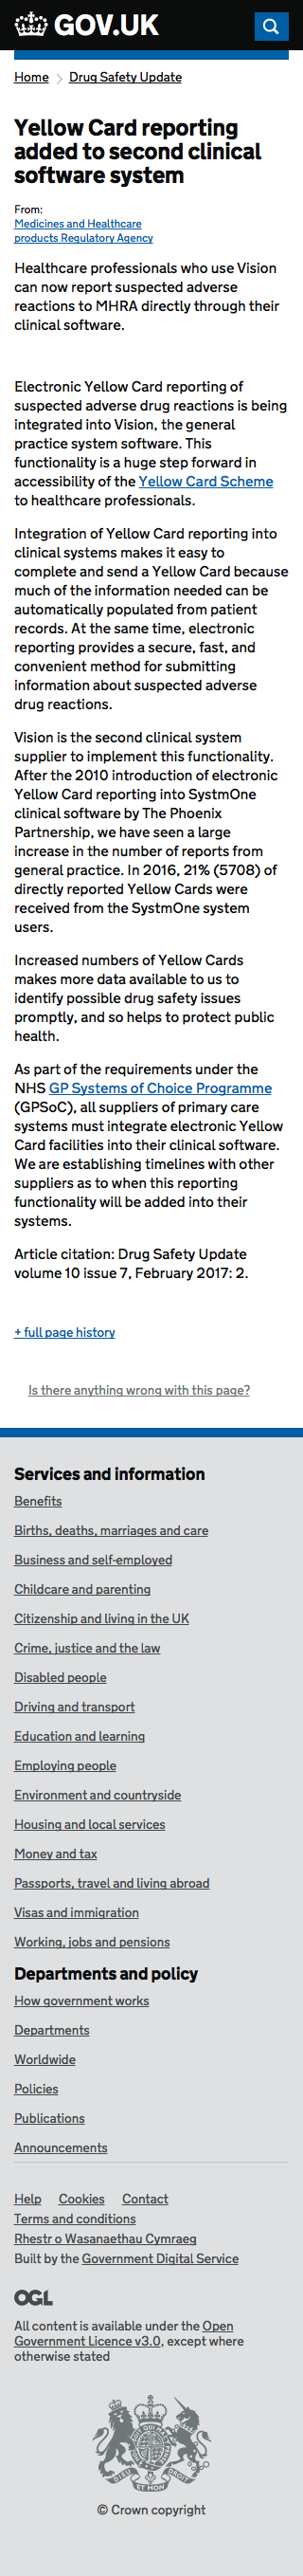 GOV.UK
Home Drug Safety Update
Yellow Card reporting
added to second clinical
software system
From:
Medicines and Healthcare
products Regulatory Agency
Healthcare professionals who use Vision
can now report suspected adverse
reactions to MHRA directly through their
clinical software.
Electronic Yellow Card reporting of
suspected adverse drug reactions is being
integrated into Vision, the general
practice system software. This
functionality is a huge step forward in
accessibility of the Yellow Card Scheme
to healthcare professionals.
Integration of Yellow Card reporting into
clinical systems makes it easy to
complete and send a Yellow Card because
much of the information needed can be
automatically populated from patient
records. At the same time, electronic
reporting provides a secure, fast, and
convenient method for submitting
information about suspected adverse
drug reactions.
Vision is the second clinical system
supplier to implement this functionality.
After the 2010 introduction of electronic
Yellow Card reporting into SystmOne
clinical software by The Phoenix
Partnership, we have seen a large
increase in the number of reports from
general practice. In 2016, 21% (5708) of
directly reported Yellow Cards were
received from the SystmOne system
users.
Increased numbers of Yellow Cards
makes more data available to us to
identify possible drug safety issues
promptly, and so helps to protect public
health.
As part of the requirements under the
NHS GP Systems of Choice Programme
(GPSoC), all suppliers of primary care
systems must integrate electronic Yellow
Card facilities into their clinical software.
We are establishing timelines with other
suppliers as to when this reporting
functionality will be added into their
systems.
Article citation: Drug Safety Update
volume 10 issue 7, February 2017: 2.
+ full page history
Is there anything wrong with this page?
Services and information
Benefits
Births, deaths, marriages and care
Business and self-employed
Childcare and parenting
Citizenship and living in the UK
Crime, justice and the law
Disabled people
Driving and transport
Education and learning
Employing people
Environment and countryside
Housing and local services
Money and tax
Passports, travel and living abroad
Visas and immigration
Working, jobs and pensions
Departments and policy
How government works
Departments
Worldwide
Policies
Publications
Announcements
Help Cookies Contact
Terms and conditions
Rhestr o Wasanaethau Cymraeg
Built by the Government Digital Service
OGL
All content is available under the Open
Government Licence v3.0, except where
otherwise stated
DIEU ET MON DROIT
© Crown copyright